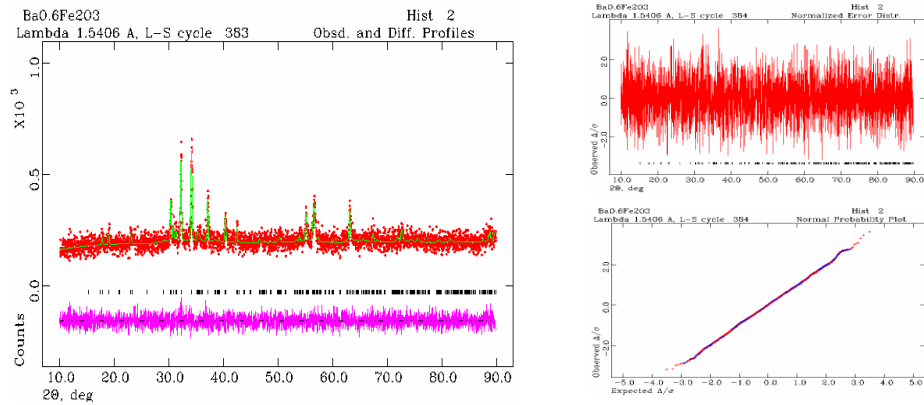 Ba0.6Fe203 Hist 2
Lambda 1.5406 A, L-S cycle 383 Obsd. and Diff. Profiles
X10 3
Counts
1.0
0.5
0.0
10.0 20.0 30.0 40.0 50.0 60.0 70.0 80.0 90.0
2θ, deg
Ba0.6Fe203 Hist 2
Lambda 1.5406 A, L-S cycle 384 Normalized Error Distr.
Observed Δ/σ
2.0
0.0
-2.0
10.0 20.0 30.0 40.0 50.0 60.0 70.0 80.0 90.0
2θ, deg
Ba0.6Fe203 Hist 2
Lambda 1.5406 A, L-S cycle 384 Normal Probability Plot
Observed Δ/σ
2.0
0.0
-2.0
-5.0 -4.0 -3.0 -2.0 -1.0 0.0 1.0 2.0 3.0 4.0 5.0
Expected Δ/σ